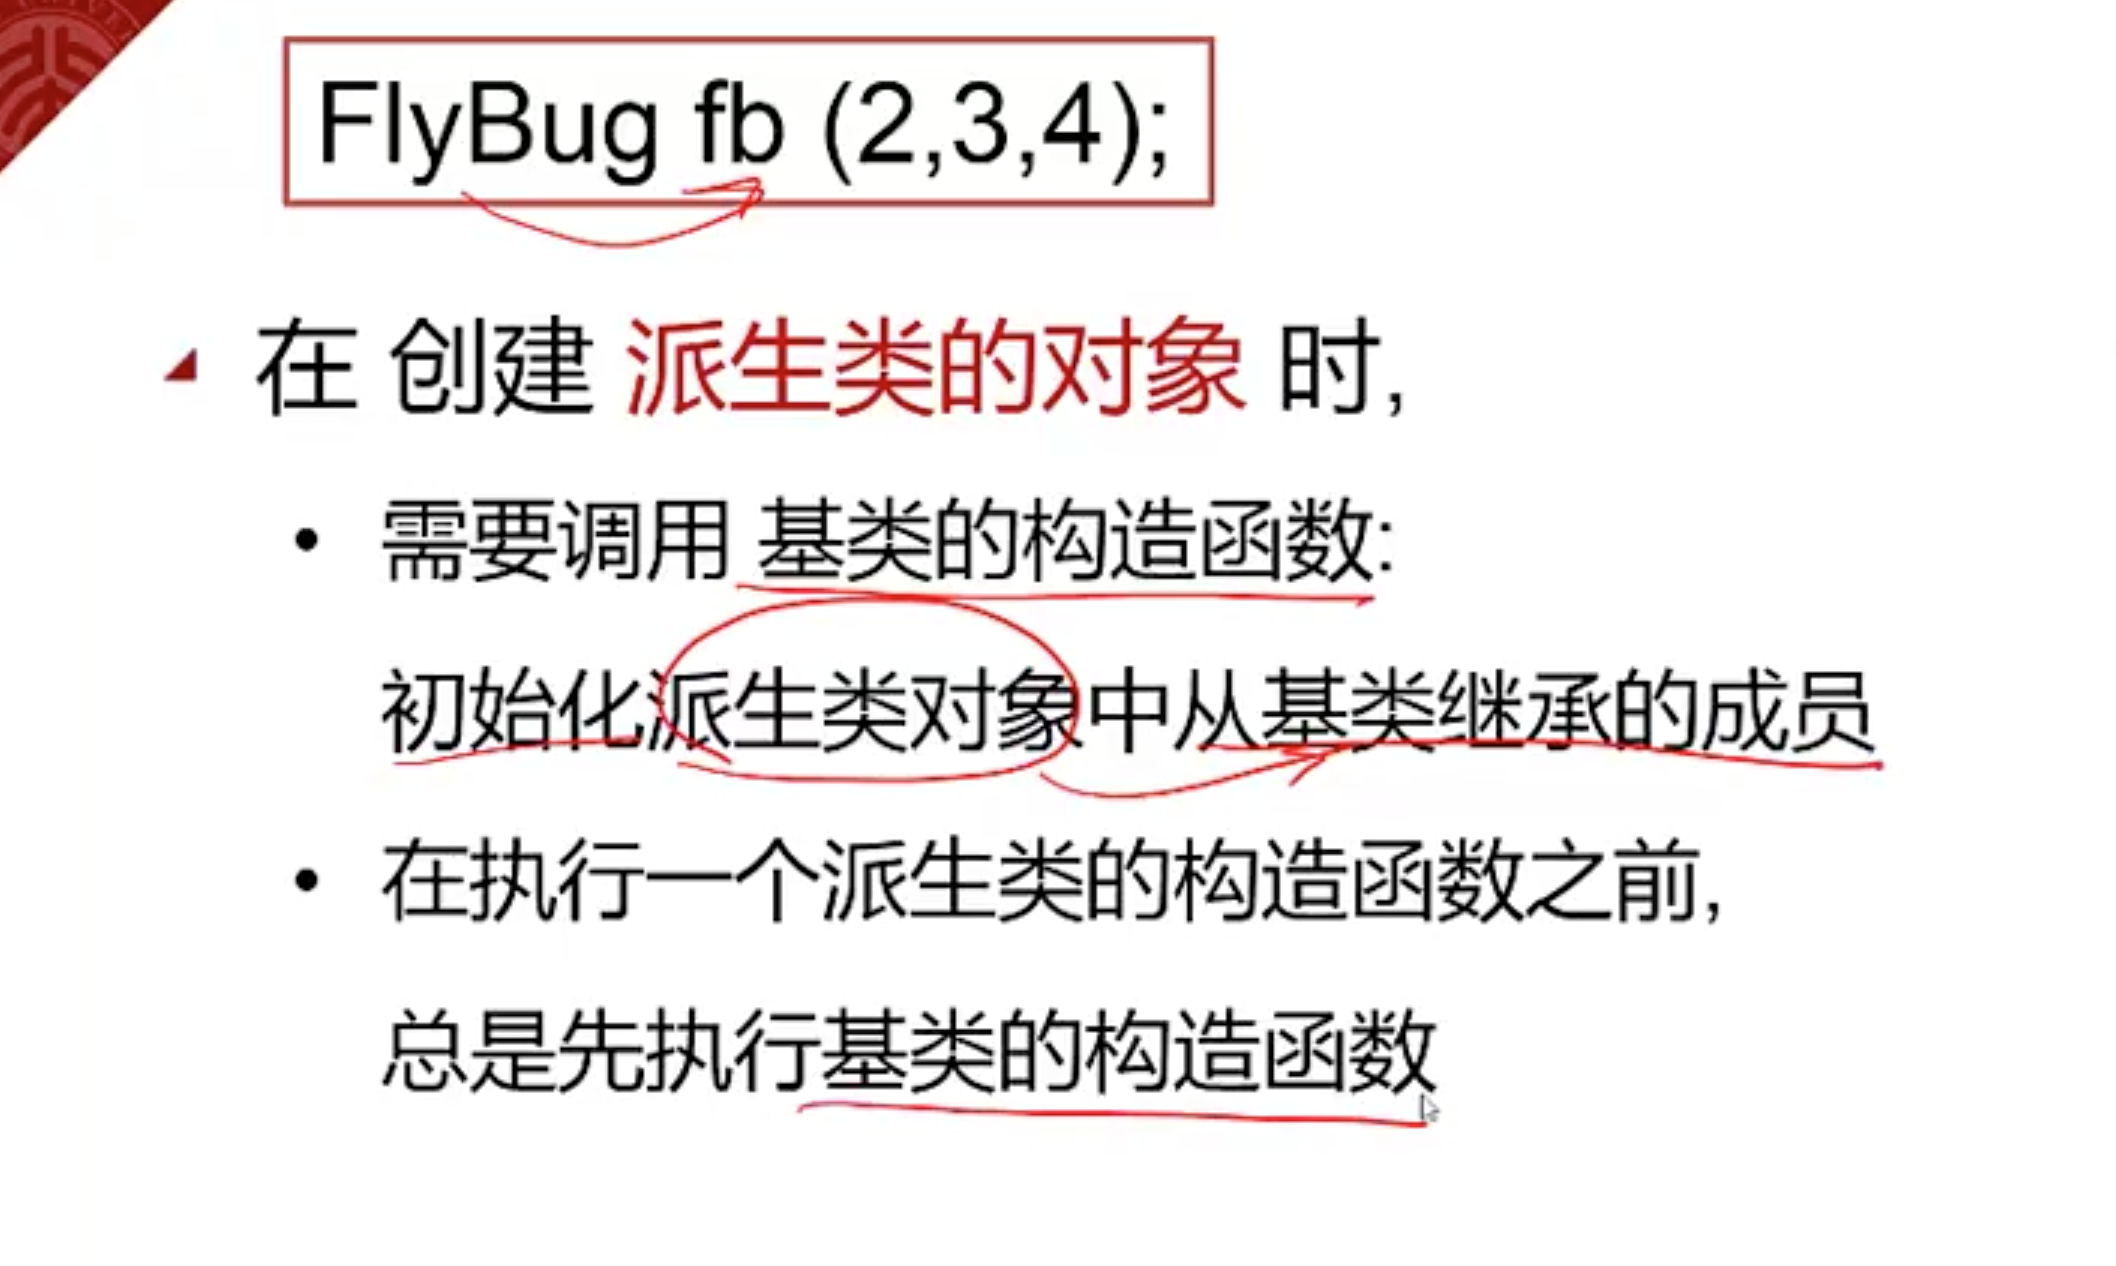 FlyBug fb (2,3,4);
在 创建 派生类的对象 时,
• 需要调用 基类的构造函数:
初始化派生类对象中从基类继承的成员
• 在执行一个派生类的构造函数之前,
总是先执行基类的构造函数